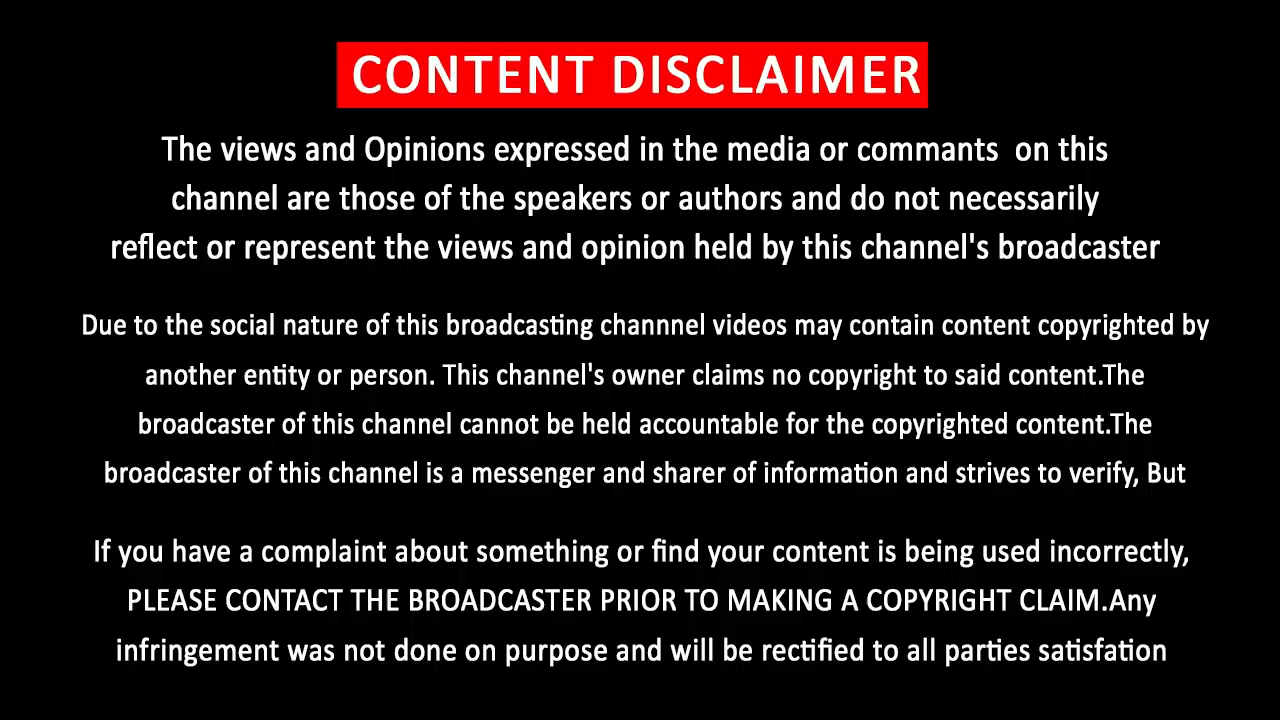 CONTENT DISCLAIMER
The views and Opinions expressed in the media or commants on this
channel are those of the speakers or authors and do not necessarily
reflect or represent the views and opinion held by this channel's broadcaster
Due to the social nature of this broadcasting channnel videos may contain content copyrighted by
another entity or person. This channel's owner claims no copyright to said content.The
broadcaster of this channel cannot be held accountable for the copyrighted content.The
broadcaster of this channel is a messenger and sharer of information and strives to verify, But
If you have a complaint about something or find your content is being used incorrectly,
PLEASE CONTACT THE BROADCASTER PRIOR TO MAKING A COPYRIGHT CLAIM.Any
infringement was not done on purpose and will be rectified to all parties satisfation